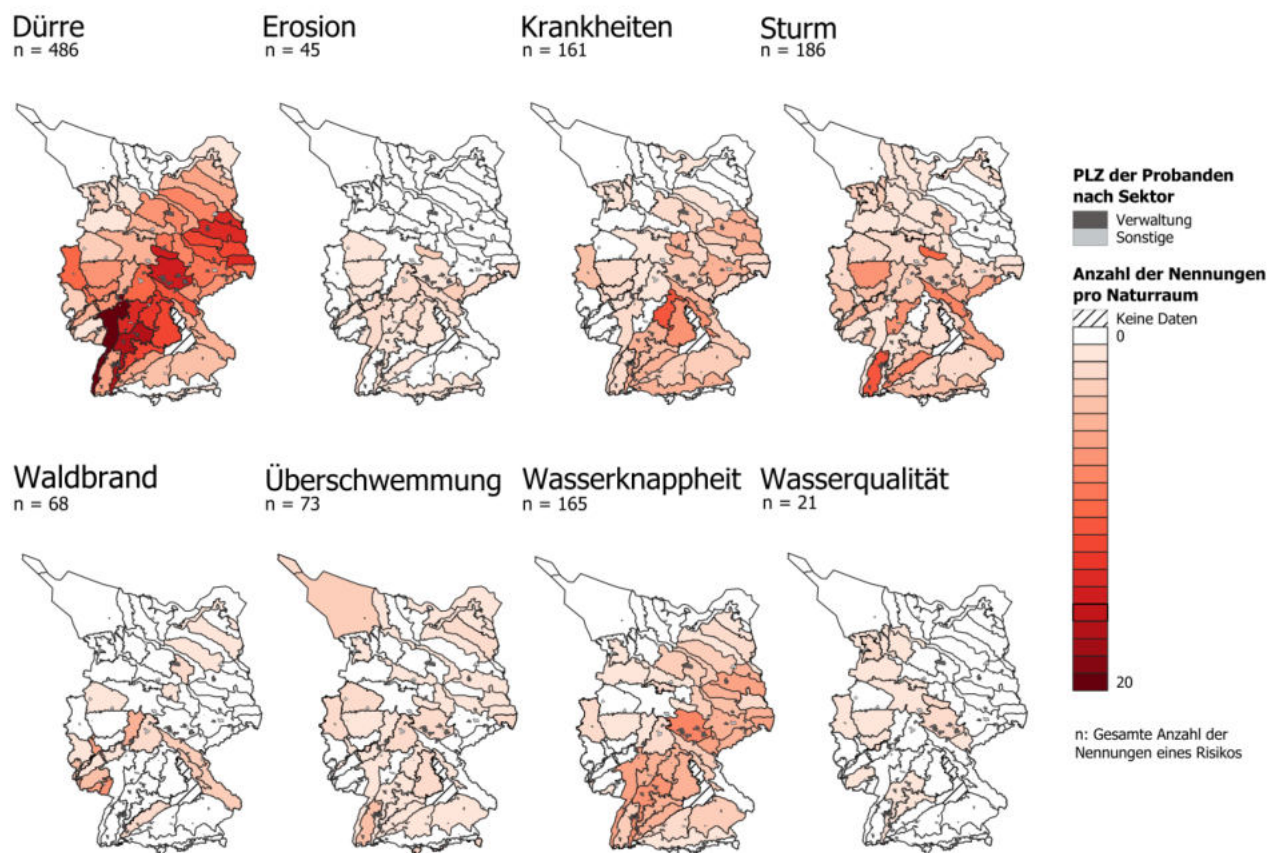 Dürre
n = 486
Erosion
n = 45
Krankheiten
n = 161
Sturm
n = 186
PLZ der Probanden
nach Sektor
Verwaltung
Sonstige
Anzahl der Nennungen
pro Naturraum
Keine Daten
0
20
n: Gesamte Anzahl der
Nennungen eines Risikos
Waldbrand
n = 68
Überschwemmung
n = 73
Wasserknappheit
n = 165
Wasserqualität
n = 21